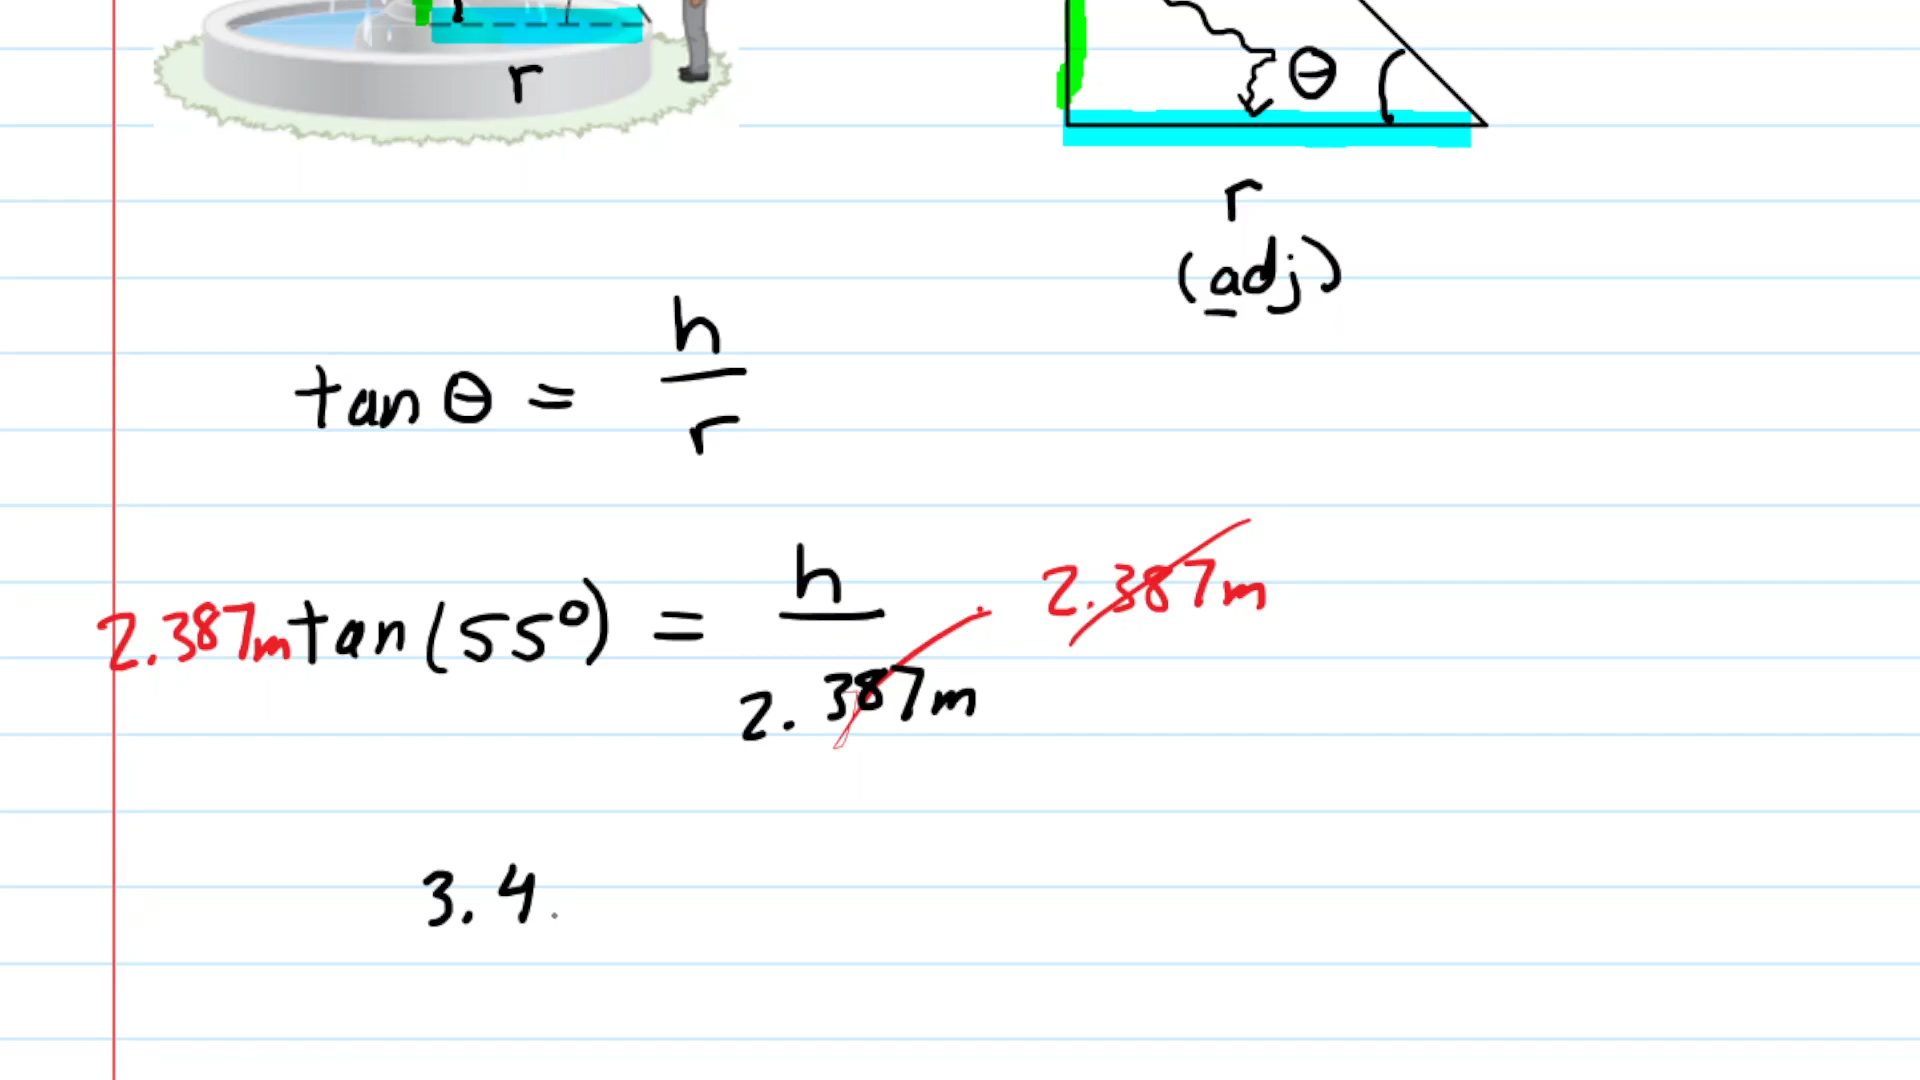 r
θ
r
(adj)
tan θ = h/r
2.387m tan(55°) = h/2.387m · 2.387m
3.4